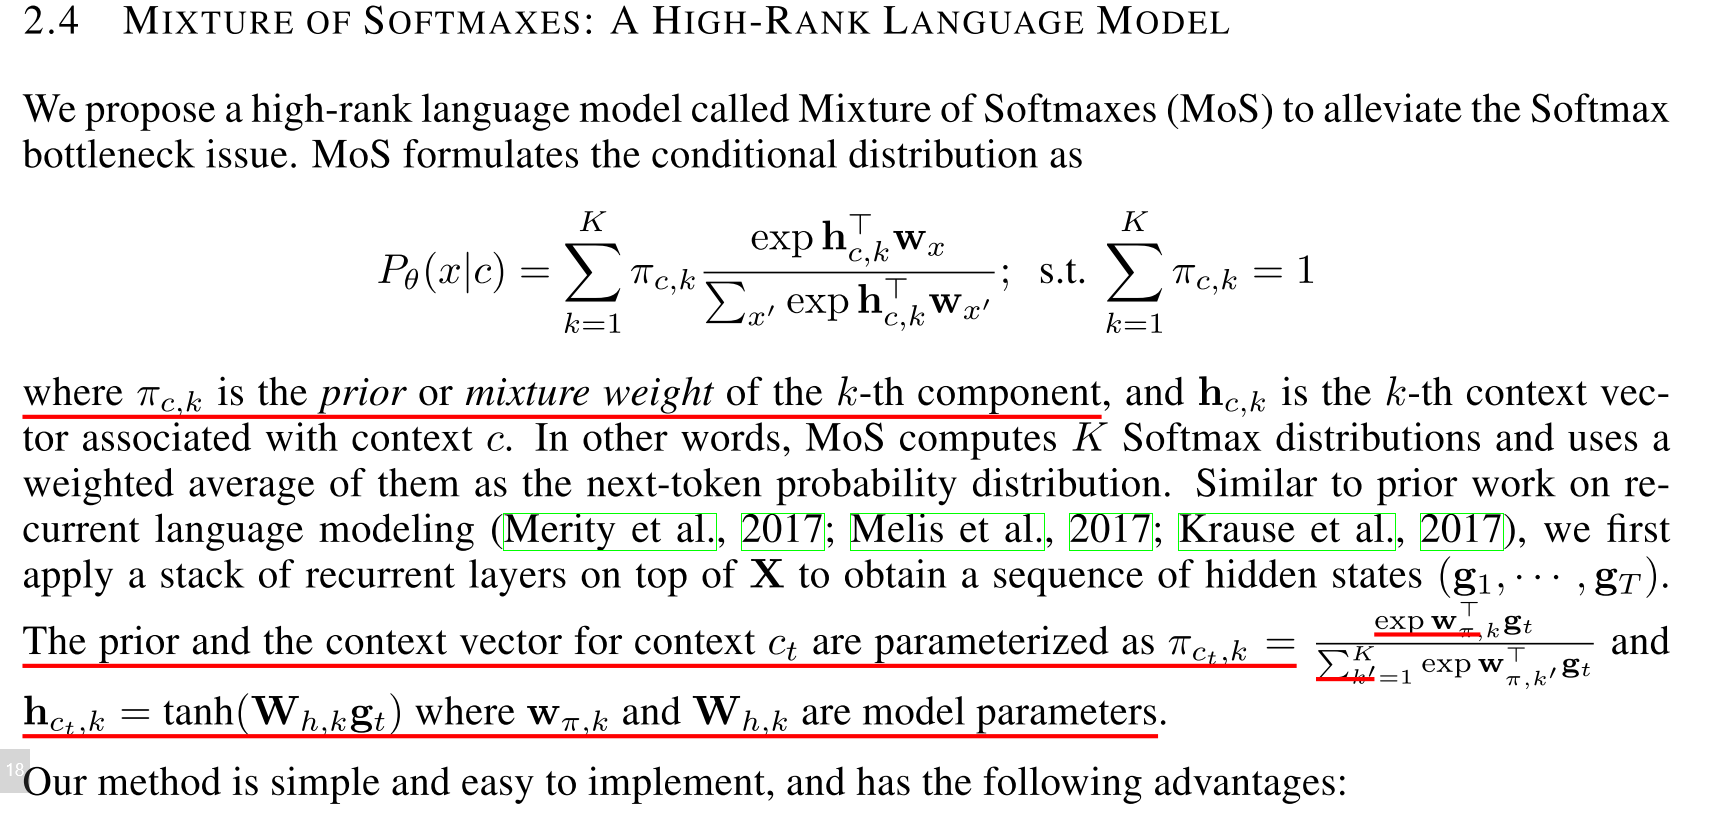 2.4 MIXTURE OF SOFTMAXES: A HIGH-RANK LANGUAGE MODEL
We propose a high-rank language model called Mixture of Softmaxes (MoS) to alleviate the Softmax
bottleneck issue. MoS formulates the conditional distribution as
$P_\theta(x|c) = \sum_{k=1}^{K} \pi_{c,k} \frac{\exp \mathbf{h}_{c,k}^\top \mathbf{w}_x}{\sum_{x'} \exp \mathbf{h}_{c,k}^\top \mathbf{w}_{x'}}; \text{ s.t. } \sum_{k=1}^{K} \pi_{c,k} = 1$
where $\pi_{c,k}$ is the prior or mixture weight of the $k$-th component, and $\mathbf{h}_{c,k}$ is the $k$-th context vec-
tor associated with context $c$. In other words, MoS computes $K$ Softmax distributions and uses a
weighted average of them as the next-token probability distribution. Similar to prior work on re-
current language modeling (Merity et al., 2017; Melis et al., 2017; Krause et al., 2017), we first
apply a stack of recurrent layers on top of $\mathbf{X}$ to obtain a sequence of hidden states $(\mathbf{g}_1, \cdots, \mathbf{g}_T)$.
The prior and the context vector for context $c_t$ are parameterized as $\pi_{c_t,k} = \frac{\exp \mathbf{w}_{\pi,k}^\top \mathbf{g}_t}{\sum_{k'=1}^{K} \exp \mathbf{w}_{\pi,k'}^\top \mathbf{g}_t}$ and
$\mathbf{h}_{c_t,k} = \tanh(\mathbf{W}_{h,k}\mathbf{g}_t)$ where $\mathbf{w}_{\pi,k}$ and $\mathbf{W}_{h,k}$ are model parameters.
18
Our method is simple and easy to implement, and has the following advantages: